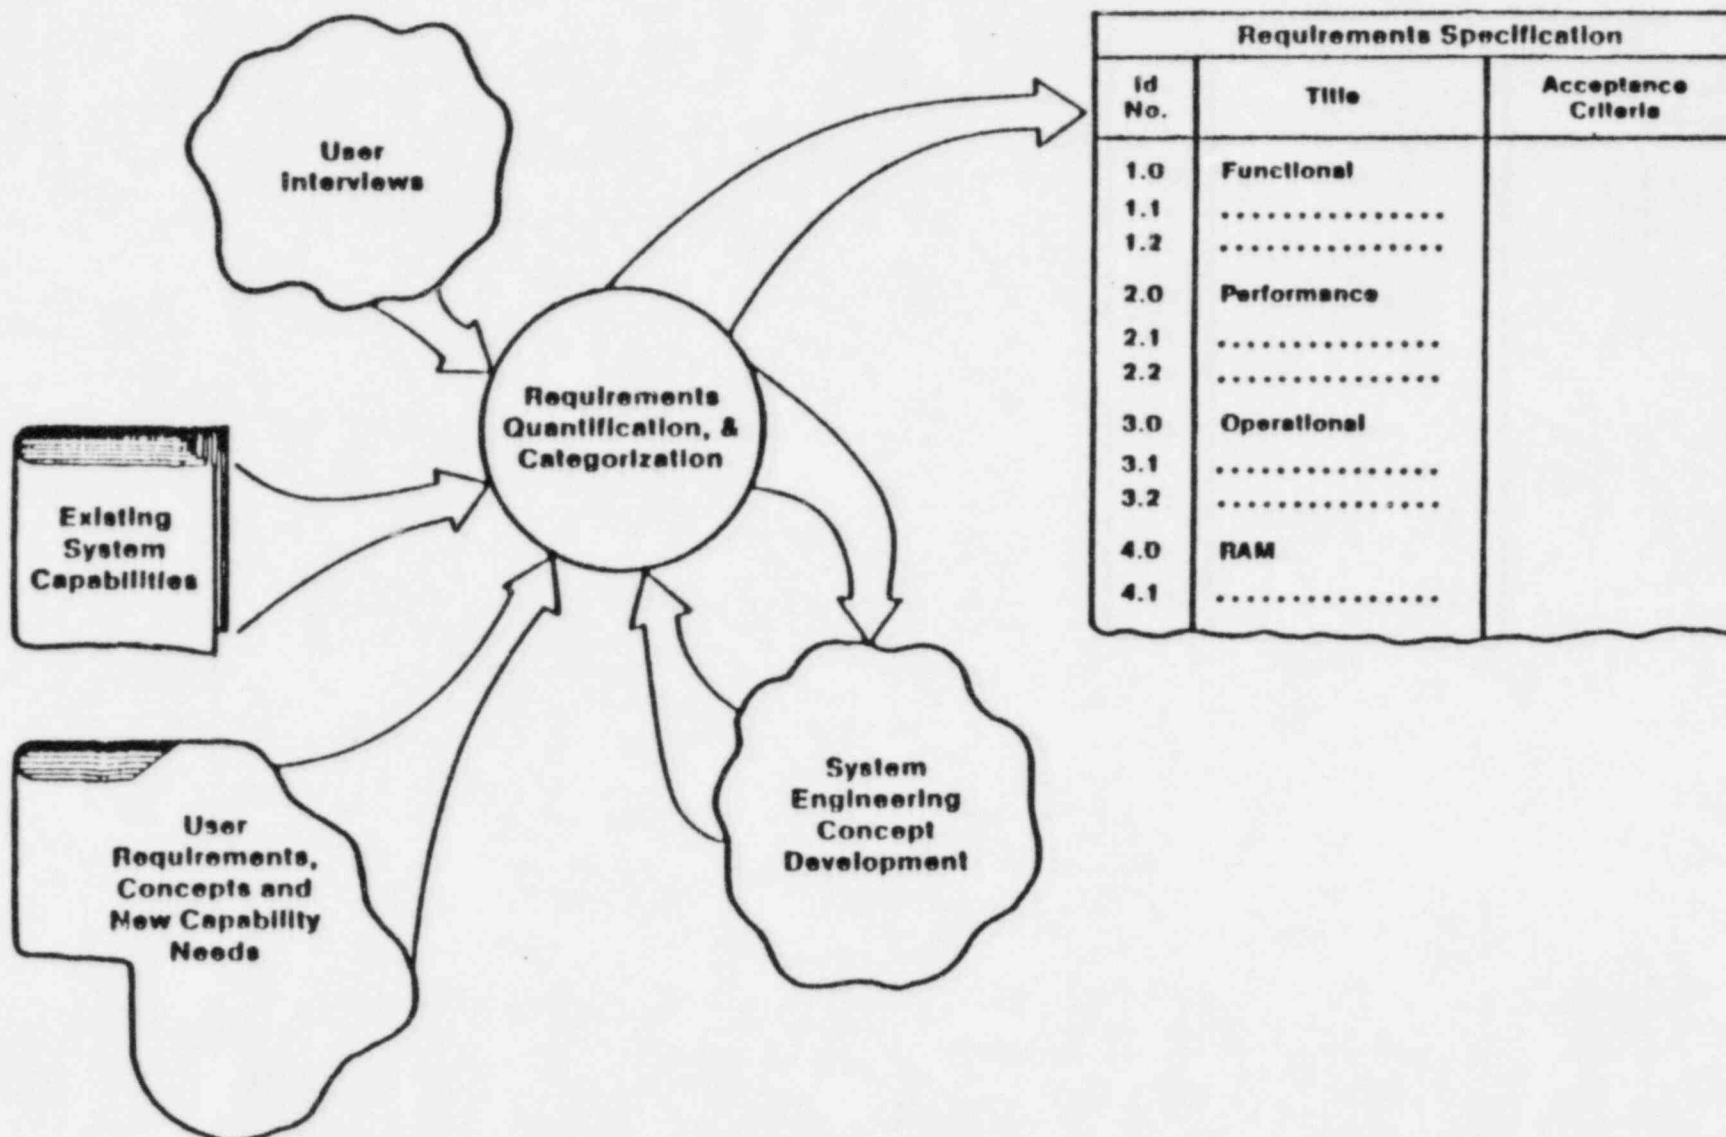 User
Interviews
Requirements
Quantification, &
Categorization
Existing
System
Capabilities
User
Requirements,
Concepts and
New Capability
Needs
System
Engineering
Concept
Development
Requirements Specification
Id
No.
Title
Acceptance
Criteria
1.0 Functional
1.1 ...............
1.2 ...............
2.0 Performance
2.1 ...............
2.2 ...............
3.0 Operational
3.1 ...............
3.2 ...............
4.0 RAM
4.1 ...............